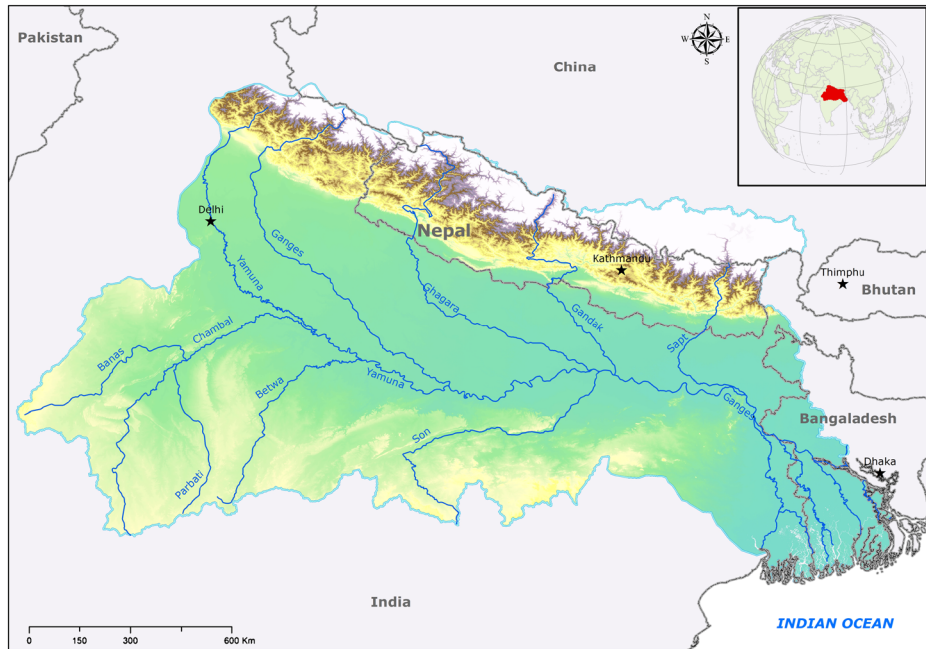 Pakistan
China
N
W
E
S
Delhi
Nepal
Kathmandu
Thimphu
Bhutan
Ganges
Yamuna
Ghagara
Gandak
Sapt
Chambal
Banas
Betwa
Yamuna
Ganges
Bangaladesh
Son
Dhaka
Parbati
India
INDIAN OCEAN
0 150 300 600 Km